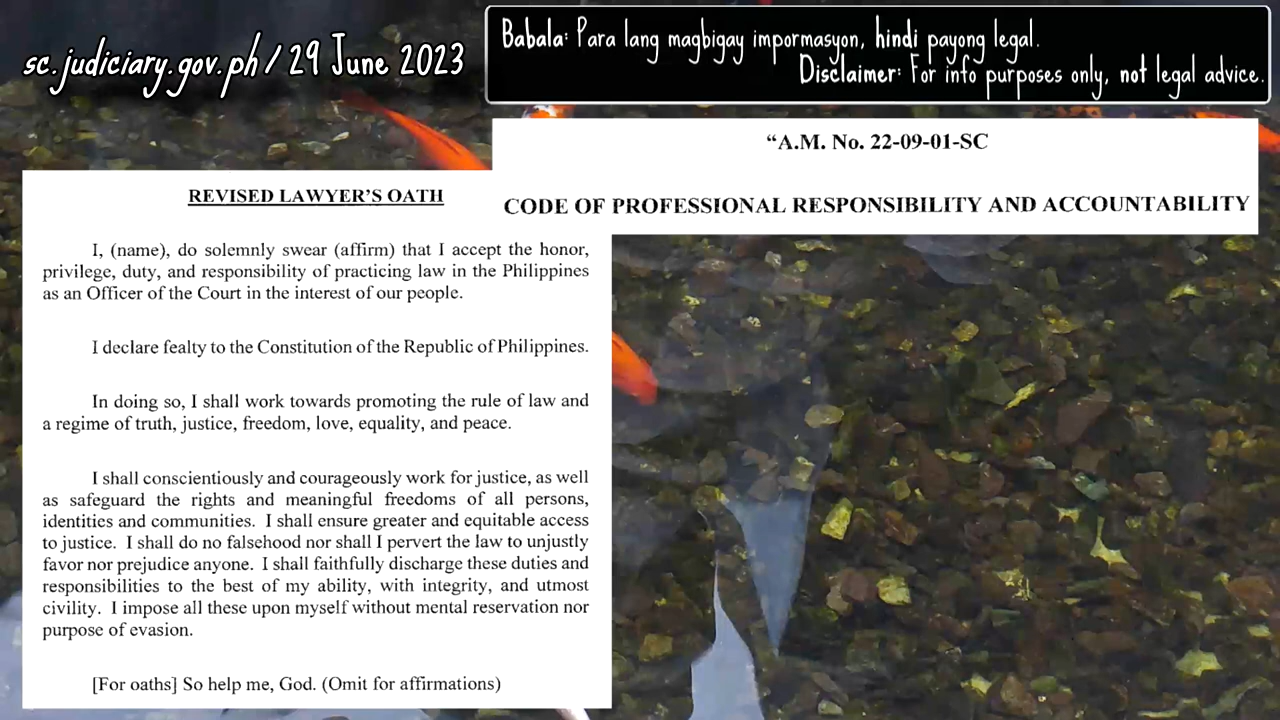 sc.judiciary.gov.ph / 29 June 2023
Babala: Para lang magbigay impormasyon, hindi payong legal.
Disclaimer: For info purposes only, not legal advice.
“A.M. No. 22-09-01-SC
CODE OF PROFESSIONAL RESPONSIBILITY AND ACCOUNTABILITY
REVISED LAWYER'S OATH
I, (name), do solemnly swear (affirm) that I accept the honor,
privilege, duty, and responsibility of practicing law in the Philippines
as an Officer of the Court in the interest of our people.
I declare fealty to the Constitution of the Republic of Philippines.
In doing so, I shall work towards promoting the rule of law and
a regime of truth, justice, freedom, love, equality, and peace.
I shall conscientiously and courageously work for justice, as well
as safeguard the rights and meaningful freedoms of all persons,
identities and communities. I shall ensure greater and equitable access
to justice. I shall do no falsehood nor shall I pervert the law to unjustly
favor nor prejudice anyone. I shall faithfully discharge these duties and
responsibilities to the best of my ability, with integrity, and utmost
civility. I impose all these upon myself without mental reservation nor
purpose of evasion.
[For oaths] So help me, God. (Omit for affirmations)